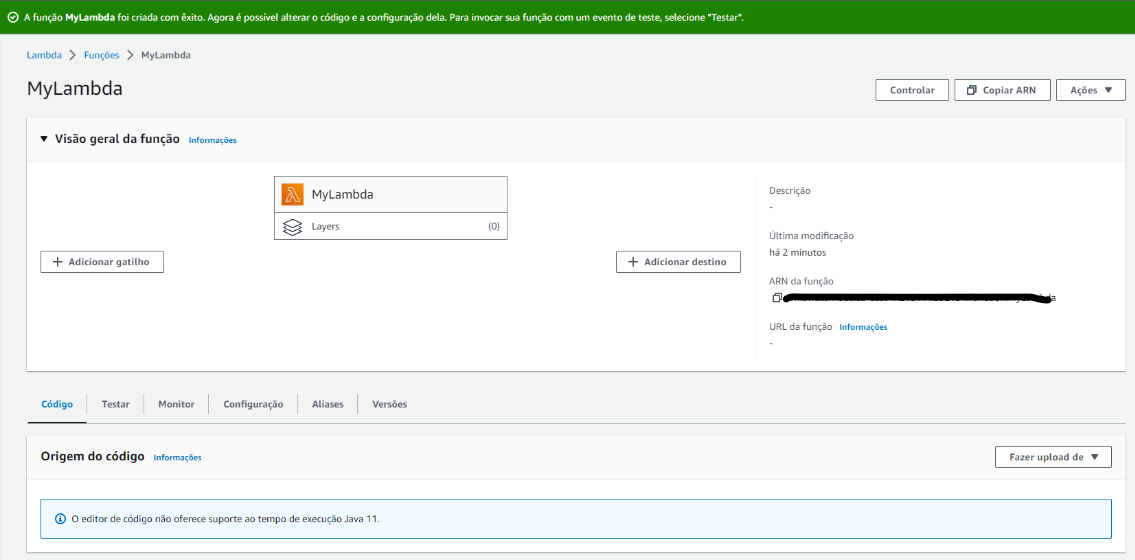 A função MyLambda foi criada com êxito. Agora é possível alterar o código e a configuração dela. Para invocar sua função com um evento de teste, selecione "Testar".
Lambda > Funções > MyLambda
MyLambda
Controlar
Copiar ARN
Ações
Visão geral da função Informações
MyLambda
Layers (0)
+ Adicionar gatilho
+ Adicionar destino
Descrição
-
Última modificação
há 2 minutos
ARN da função
URL da função Informações
-
Código Testar Monitor Configuração Aliases Versões
Origem do código Informações
Fazer upload de
O editor de código não oferece suporte ao tempo de execução Java 11.